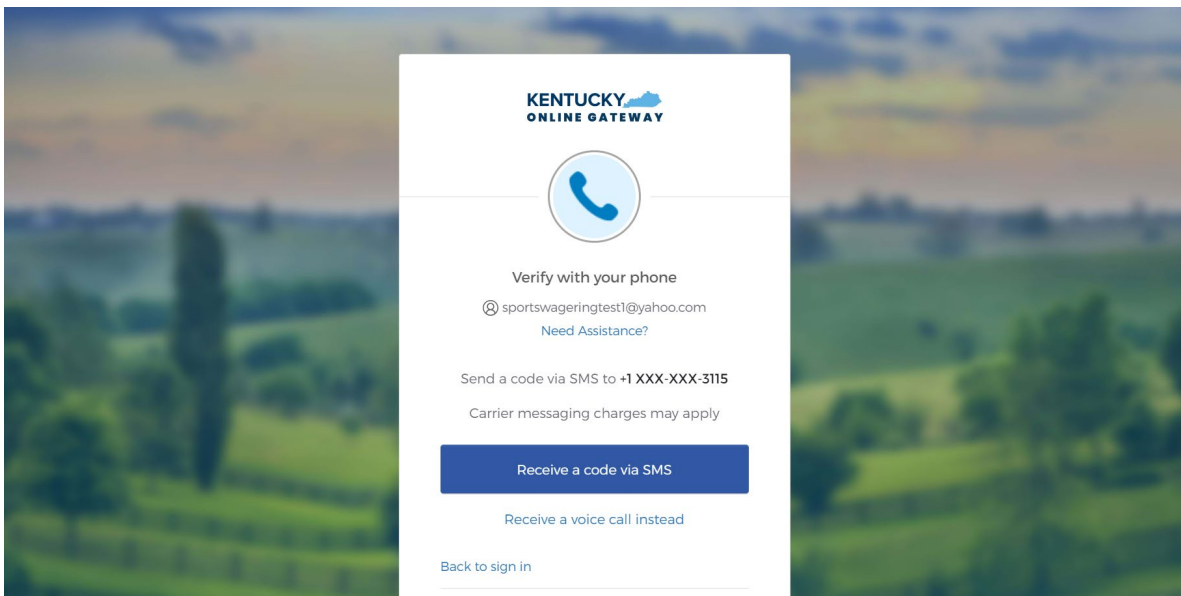 KENTUCKY
ONLINE GATEWAY
Verify with your phone
sportswageringtest1@yahoo.com
Need Assistance?
Send a code via SMS to +1 XXX-XXX-3115
Carrier messaging charges may apply
Receive a code via SMS
Receive a voice call instead
Back to sign in